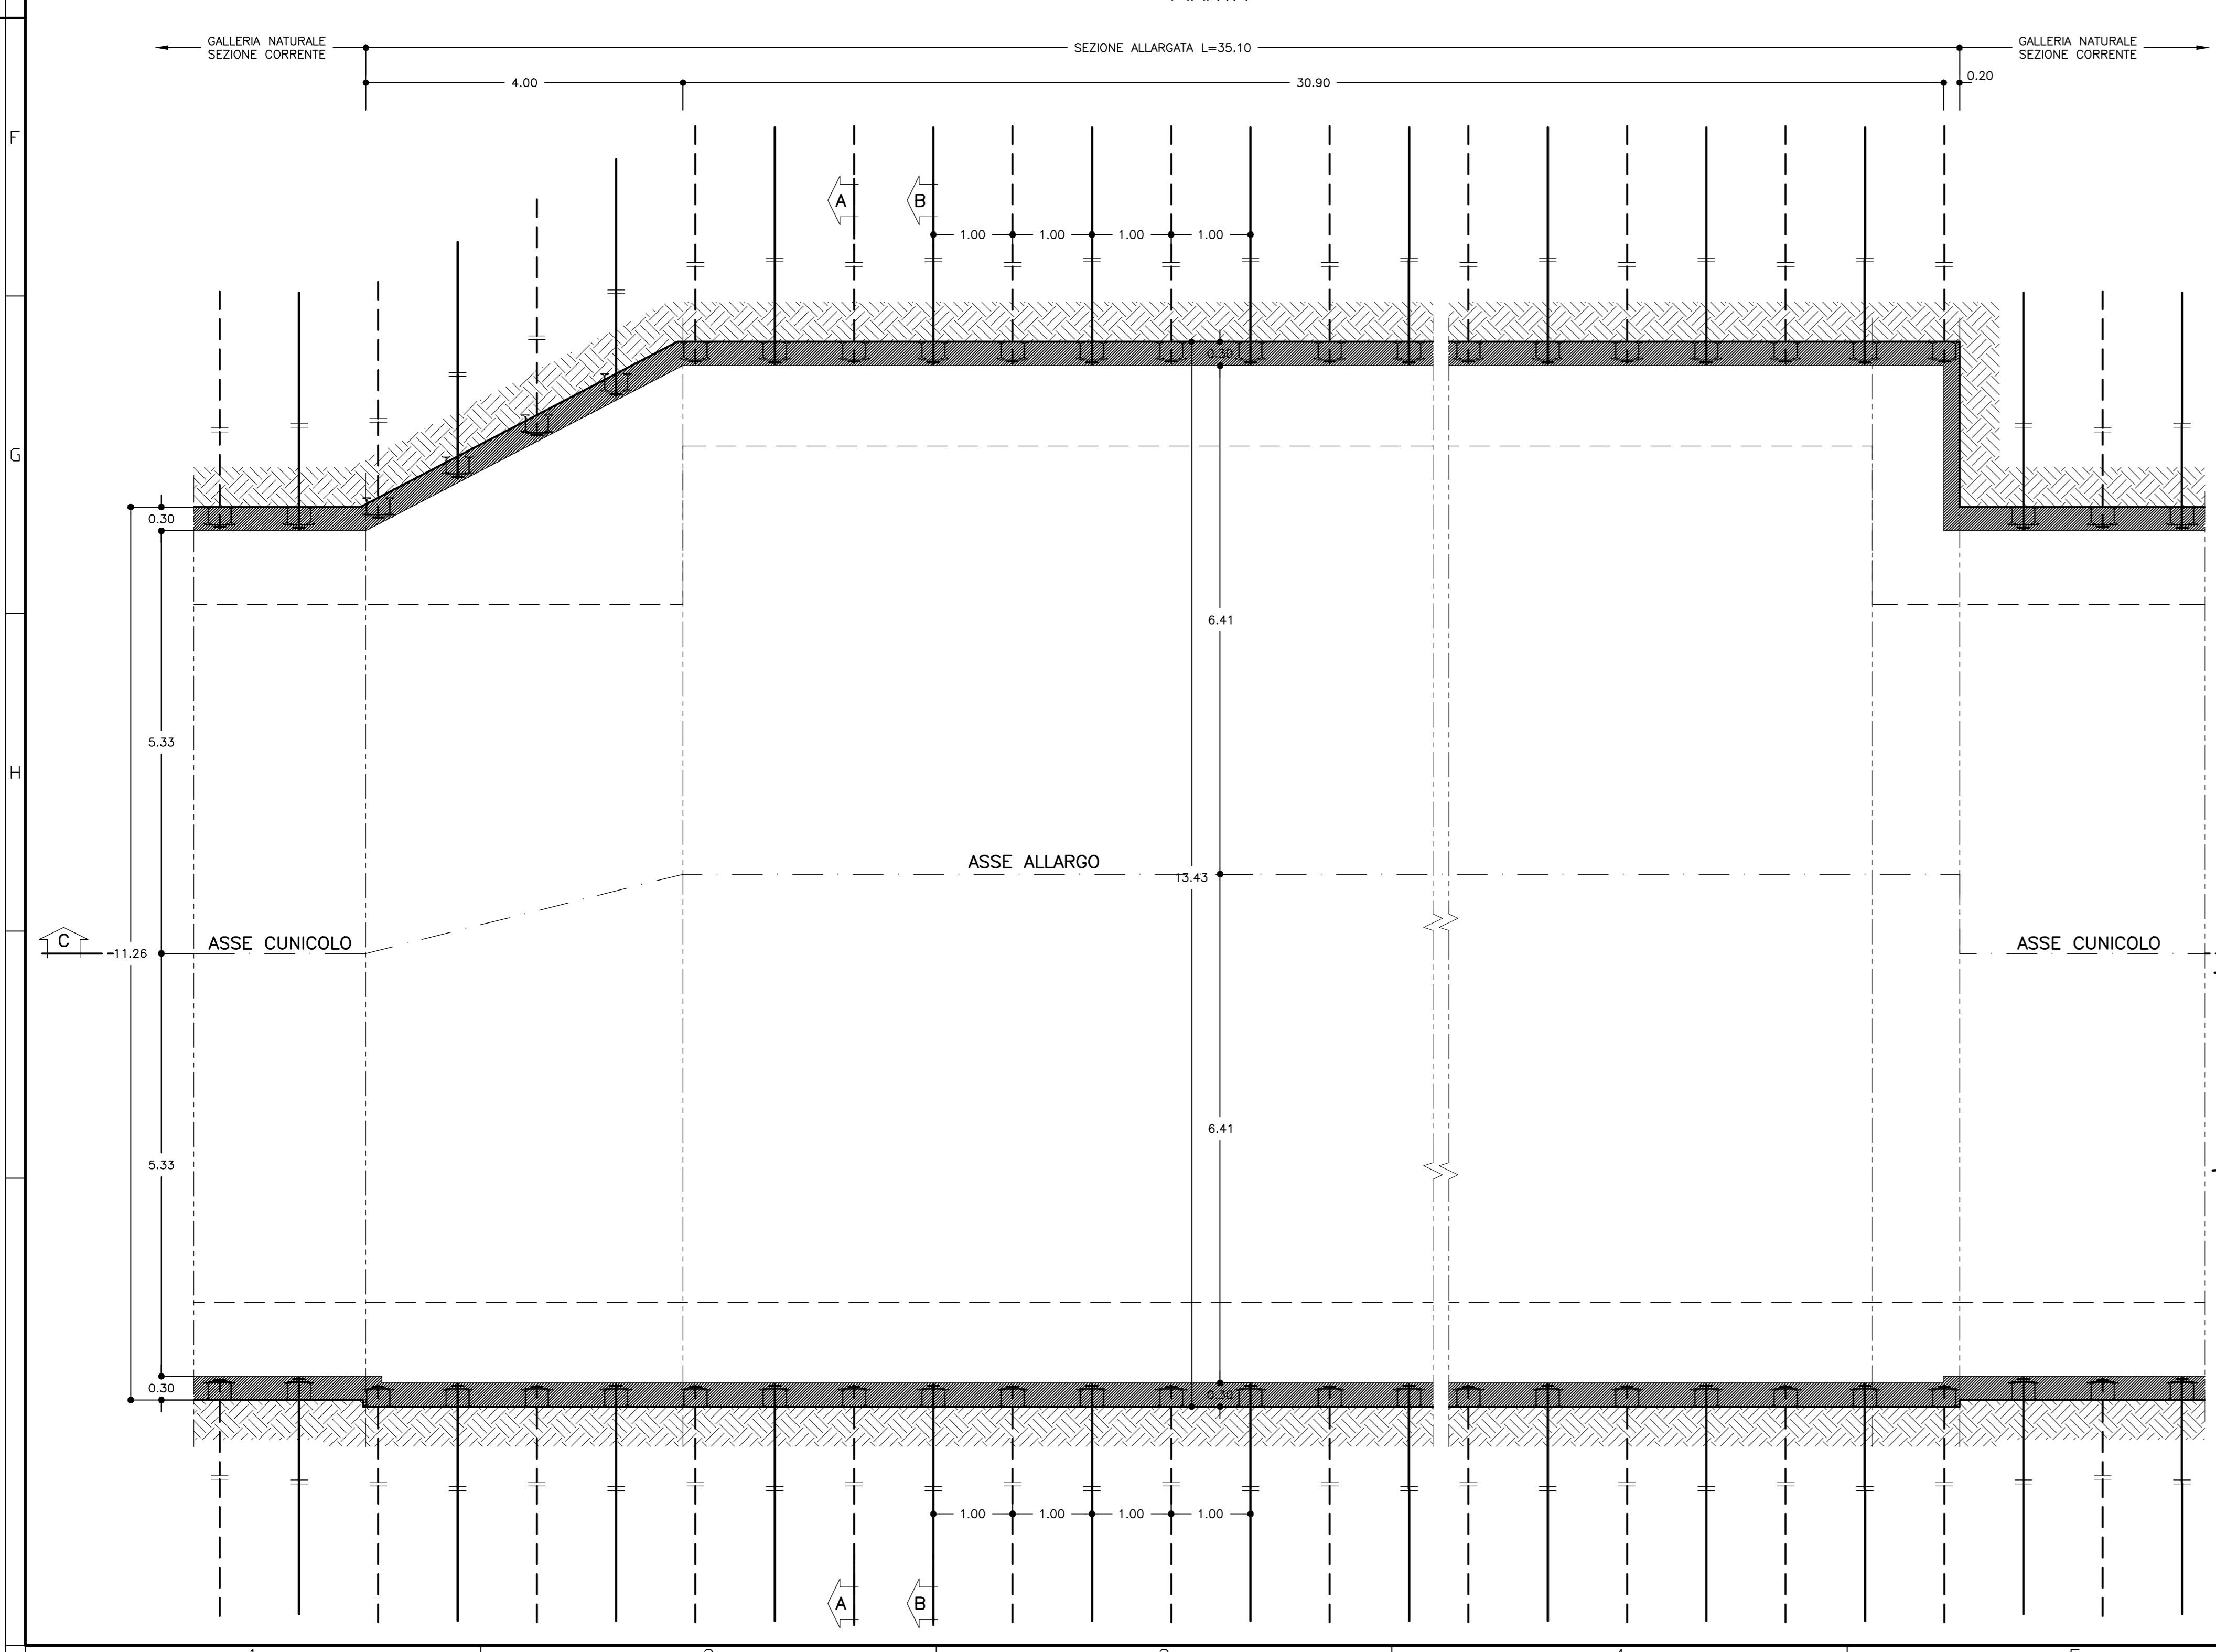 GALLERIA NATURALE
SEZIONE CORRENTE
SEZIONE ALLARGATA L=35.10
GALLERIA NATURALE
SEZIONE CORRENTE
4.00
30.90
0.20
F
A
B
1.00
1.00
1.00
1.00
0.30
G
0.30
6.41
5.33
H
ASSE ALLARGO
13.43
C
11.26
ASSE CUNICOLO
ASSE CUNICOLO
6.41
5.33
0.30
0.30
1.00
1.00
1.00
1.00
A
B